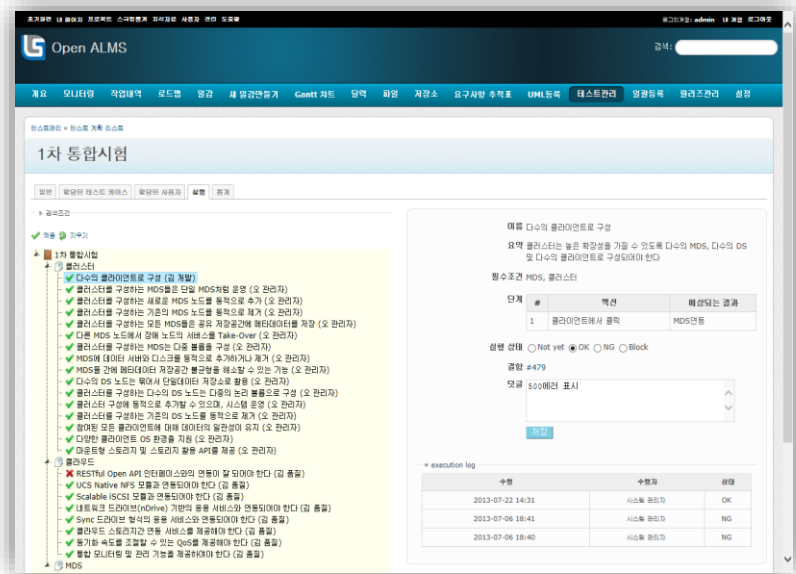 초기화면 내 페이지 프로젝트 스크럼통계 지식자료 사용자 관리 도움말
로그인계정: admin 내 계정 로그아웃
Open ALMS
검색:
개요 모니터링 작업내역 로드맵 일감 새 일감만들기 Gantt 차트 달력 파일 저장소 요구사항 추적표 UML등록 테스트관리 일괄등록 릴리즈관리 설정
테스트관리 » 테스트 계획 리스트
1차 통합시험
일반 할당된 테스트 케이스 할당된 사용자 실행 통계
검색조건
적용 지우기
1차 통합시험
클러스터
다수의 클라이언트로 구성 (김 개발)
클러스터를 구성하는 MDS들은 단일 MDS처럼 운영 (오 관리자)
클러스터를 구성하는 새로운 MDS 노드를 동적으로 추가 (오 관리자)
클러스터를 구성하는 기존의 MDS 노드를 동적으로 제거 (오 관리자)
클러스터를 구성하는 모든 MDS들은 공유 저장공간에 메타데이터를 저장 (오 관리자)
다른 MDS 노드에서 장애 노드의 서비스를 Take-Over (오 관리자)
클러스터를 구성하는 MDS는 다중 볼륨을 구성 (오 관리자)
MDS에 데이터 서버와 디스크를 동적으로 추가하거나 제거 (오 관리자)
MDS들 간에 메타데이터 저장공간 불균형을 해소할 수 있는 기능 (오 관리자)
다수의 DS 노드는 묶어서 단일데이터 저장소로 활용 (오 관리자)
클러스터를 구성하는 다수의 DS 노드는 다중의 논리 볼륨으로 구성 (오 관리자)
클러스터 구성에 동적으로 추가할 수 있으며, 시스템 운영 (오 관리자)
클러스터를 구성하는 기존의 DS 노드를 동적으로 제거 (오 관리자)
참여된 모든 클라이언트에 대해 데이터의 일관성이 유지 (오 관리자)
다양한 클라이언트 OS 환경을 지원 (오 관리자)
마운트형 스토리지 및 스토리지 활용 API를 제공 (오 관리자)
클라우드
RESTful Open API 인터페이스와의 연동이 잘 되어야 한다 (김 품질)
UCS Native NFS 모듈과 연동되어야 한다 (김 품질)
Scalable iSCSI 모듈과 연동되어야 한다 (김 품질)
네트워크 드라이브(nDrive) 기반의 응용 서비스와 연동되어야 한다 (김 품질)
Sync 드라이브 형식의 응용 서비스와 연동되어야 한다 (김 품질)
클라우드 스토리지간 연동 서비스를 제공해야 한다 (김 품질)
동기화 속도를 조절할 수 있는 QoS를 제공해야 한다 (김 품질)
통합 모니터링 및 관리 기능을 제공하여야 한다 (김 품질)
MDS
이름 다수의 클라이언트로 구성
요약 클러스터는 높은 확장성을 가질 수 있도록 다수의 MDS, 다수의 DS
및 다수의 클라이언트로 구성되어야 한다
필수조건 MDS, 클러스터
단계 # 액션 예상되는 결과
1 클라이언트에서 클릭 MDS연동
실행 상태 Not yet OK NG Block
결함 #479
댓글 500에러 표시
저장
execution log
수행 수행자 상태
2013-07-22 14:31 시스템 관리자 OK
2013-07-06 18:41 시스템 관리자 NG
2013-07-06 18:40 시스템 관리자 NG